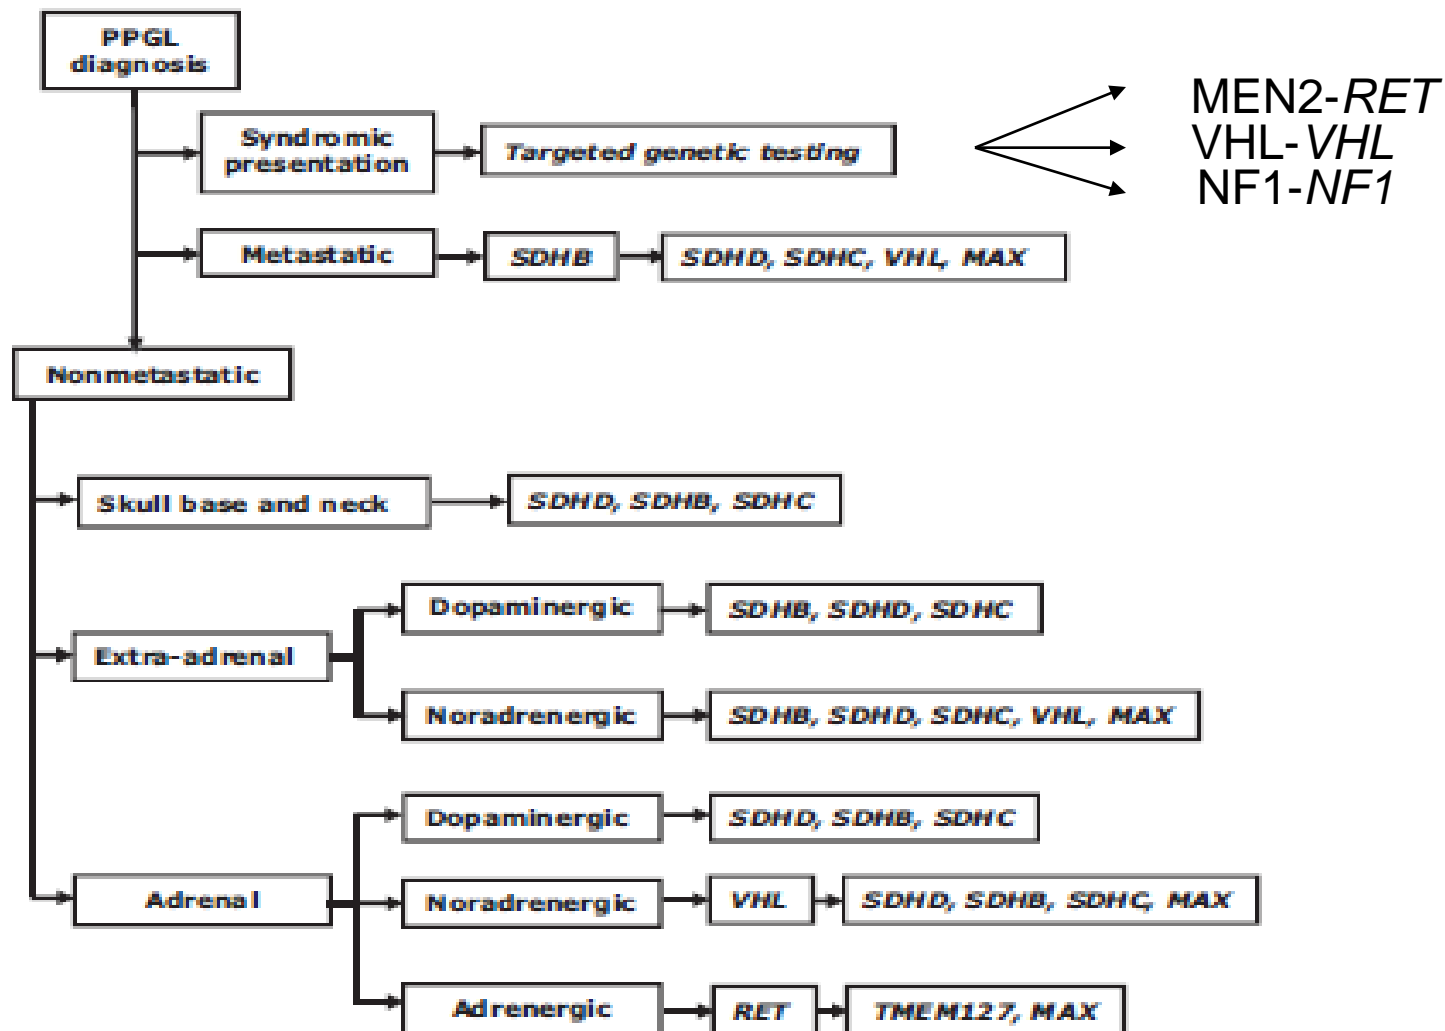 PPGL
diagnosis
Syndromic
presentation
Targeted genetic testing
MEN2-RET
VHL-VHL
NF1-NF1
Metastatic
SDHB
SDHD, SDHC, VHL, MAX
Nonmetastatic
Skull base and neck
SDHD, SDHB, SDHC
Extra-adrenal
Dopaminergic
SDHB, SDHD, SDHC
Noradrenergic
SDHB, SDHD, SDHC, VHL, MAX
Adrenal
Dopaminergic
SDHD, SDHB, SDHC
Noradrenergic
VHL
SDHD, SDHB, SDHC, MAX
Adrenergic
RET
TMEM127, MAX